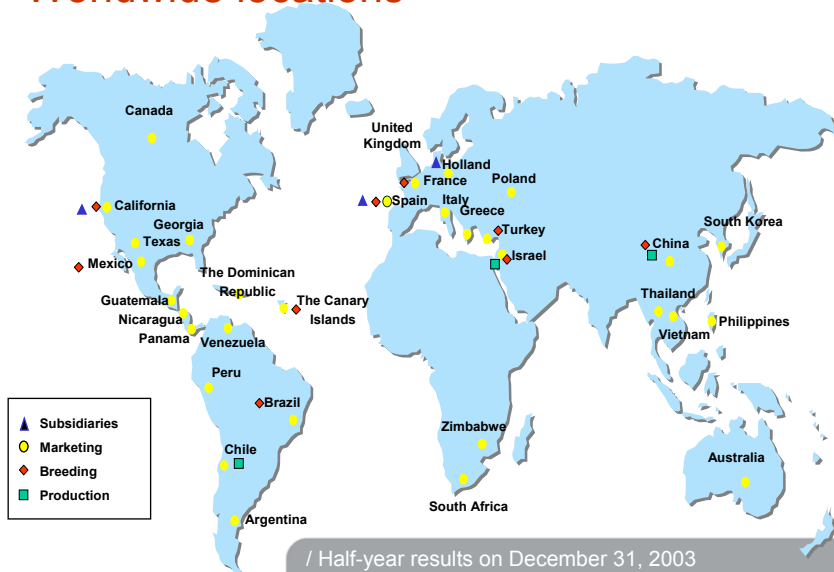 Worldwide locations
Canada
United
Kingdom
Holland
France
Poland
Spain
Italy
Greece
California
Georgia
Texas
Turkey
South Korea
China
Israel
Mexico
The Dominican
Republic
Guatemala
The Canary
Islands
Nicaragua
Panama
Venezuela
Thailand
Philippines
Vietnam
Peru
Brazil
Subsidiaries
Marketing
Breeding
Production
Chile
Zimbabwe
Australia
South Africa
Argentina
/ Half-year results on December 31, 2003